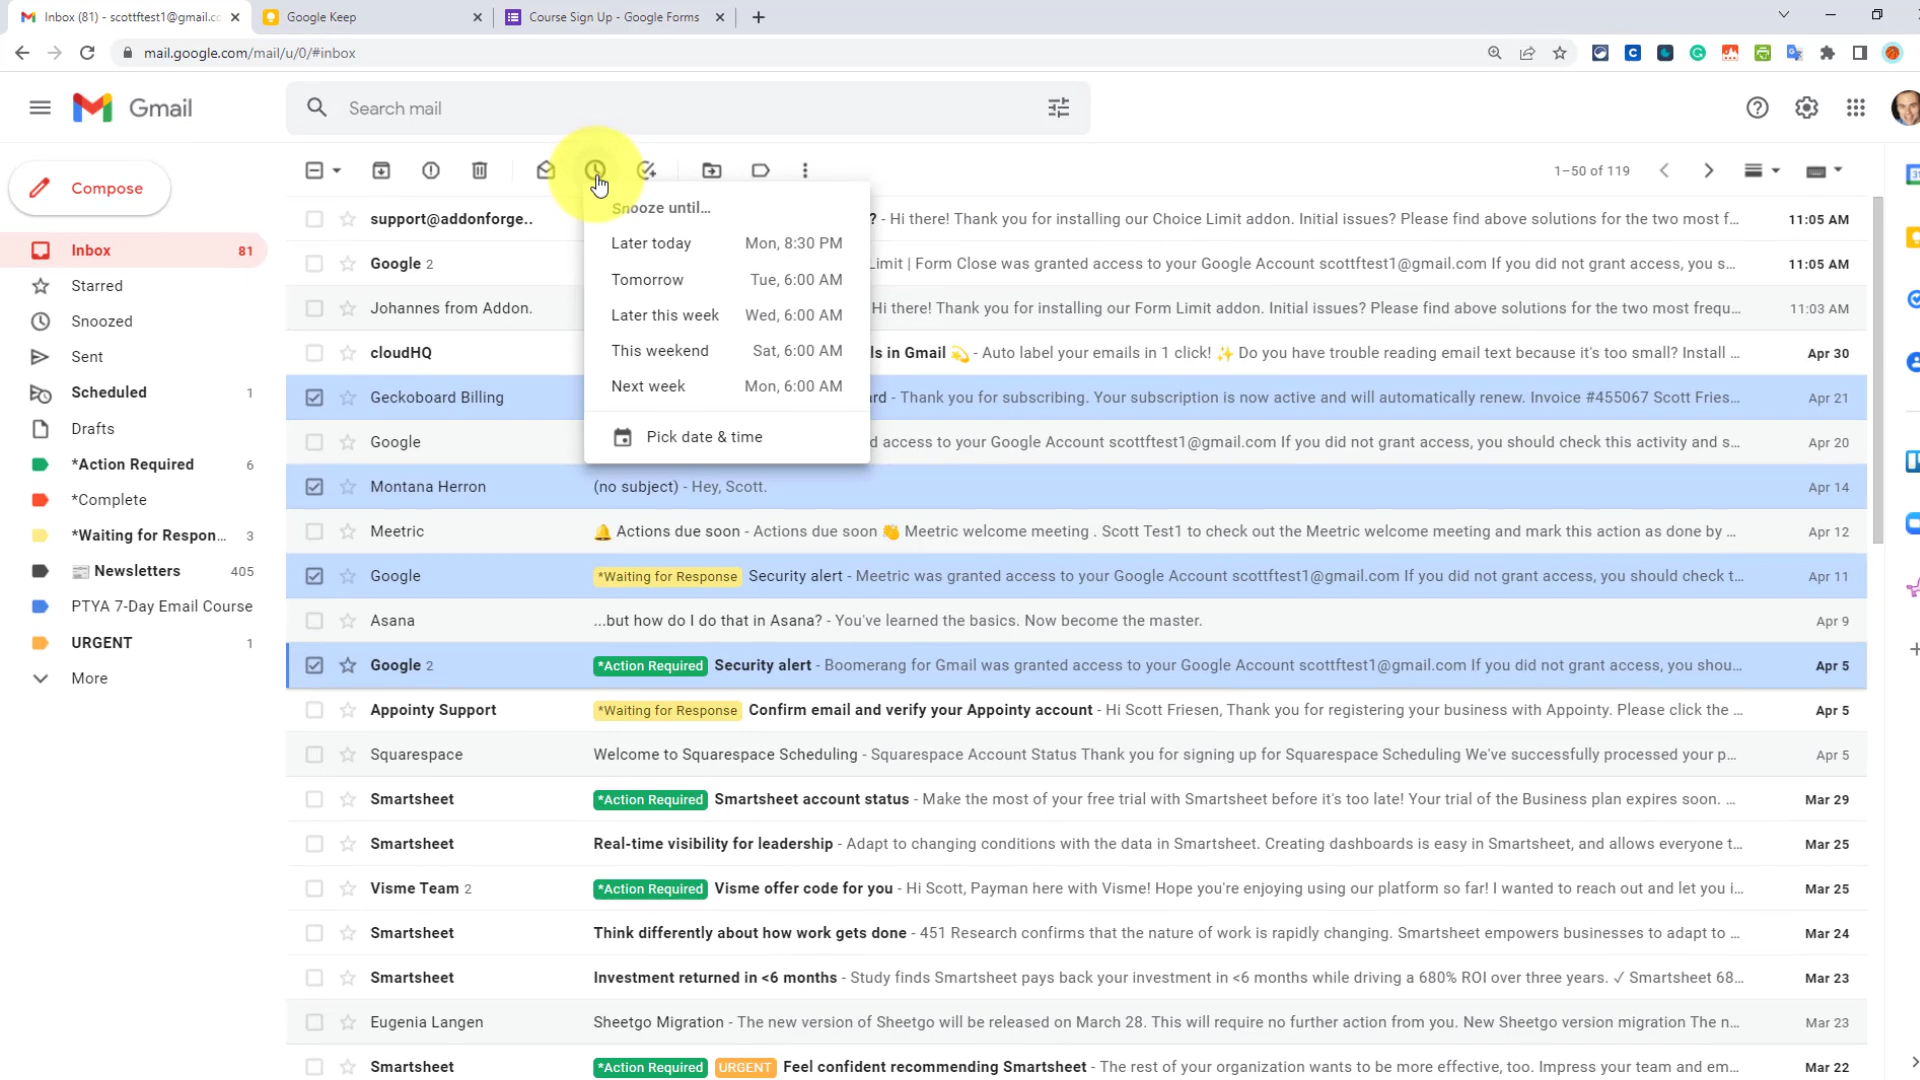 Inbox (81) - scottftest1@gmail.co
Google Keep
Course Sign Up - Google Forms
mail.google.com/mail/u/0/#inbox
Gmail
Search mail
Compose
1–50 of 119
Inbox 81
Starred
Snoozed
Sent
Scheduled 1
Drafts
*Action Required 6
*Complete
*Waiting for Respon... 3
📰 Newsletters 405
PTYA 7-Day Email Course
URGENT 1
More
Snooze until...
Later today Mon, 8:30 PM
Tomorrow Tue, 6:00 AM
Later this week Wed, 6:00 AM
This weekend Sat, 6:00 AM
Next week Mon, 6:00 AM
Pick date & time
support@addonforge.. ? - Hi there! Thank you for installing our Choice Limit addon. Initial issues? Please find above solutions for the two most f... 11:05 AM
Google 2 Limit | Form Close was granted access to your Google Account scottftest1@gmail.com If you did not grant access, you s... 11:05 AM
Johannes from Addon. Hi there! Thank you for installing our Form Limit addon. Initial issues? Please find above solutions for the two most frequ... 11:03 AM
cloudHQ ls in Gmail 💫 - Auto label your emails in 1 click! ✨ Do you have trouble reading email text because it's too small? Install ... Apr 30
Geckoboard Billing rd - Thank you for subscribing. Your subscription is now active and will automatically renew. Invoice #455067 Scott Fries... Apr 21
Google d access to your Google Account scottftest1@gmail.com If you did not grant access, you should check this activity and s... Apr 20
Montana Herron (no subject) - Hey, Scott. Apr 14
Meetric 🔔 Actions due soon - Actions due soon 👏 Meetric welcome meeting . Scott Test1 to check out the Meetric welcome meeting and mark this action as done by ... Apr 12
Google *Waiting for Response Security alert - Meetric was granted access to your Google Account scottftest1@gmail.com If you did not grant access, you should check t... Apr 11
Asana ...but how do I do that in Asana? - You've learned the basics. Now become the master. Apr 9
Google 2 *Action Required Security alert - Boomerang for Gmail was granted access to your Google Account scottftest1@gmail.com If you did not grant access, you shou... Apr 5
Appointy Support *Waiting for Response Confirm email and verify your Appointy account - Hi Scott Friesen, Thank you for registering your business with Appointy. Please click the ... Apr 5
Squarespace Welcome to Squarespace Scheduling - Squarespace Account Status Thank you for signing up for Squarespace Scheduling We've successfully processed your p... Apr 5
Smartsheet *Action Required Smartsheet account status - Make the most of your free trial with Smartsheet before it's too late! Your trial of the Business plan expires soon. ... Mar 29
Smartsheet Real-time visibility for leadership - Adapt to changing conditions with the data in Smartsheet. Creating dashboards is easy in Smartsheet, and allows everyone t... Mar 25
Visme Team 2 *Action Required Visme offer code for you - Hi Scott, Payman here with Visme! Hope you're enjoying using our platform so far! I wanted to reach out and let you i... Mar 25
Smartsheet Think differently about how work gets done - 451 Research confirms that the nature of work is rapidly changing. Smartsheet empowers businesses to adapt to ... Mar 24
Smartsheet Investment returned in <6 months - Study finds Smartsheet pays back your investment in <6 months while driving a 680% ROI over three years. ✓ Smartsheet 68... Mar 23
Eugenia Langen Sheetgo Migration - The new version of Sheetgo will be released on March 28. This will require no further action from you. New Sheetgo version migration The n... Mar 23
Smartsheet *Action Required URGENT Feel confident recommending Smartsheet - The rest of your organization wants to be more effective, too. Impress your team and em... Mar 22